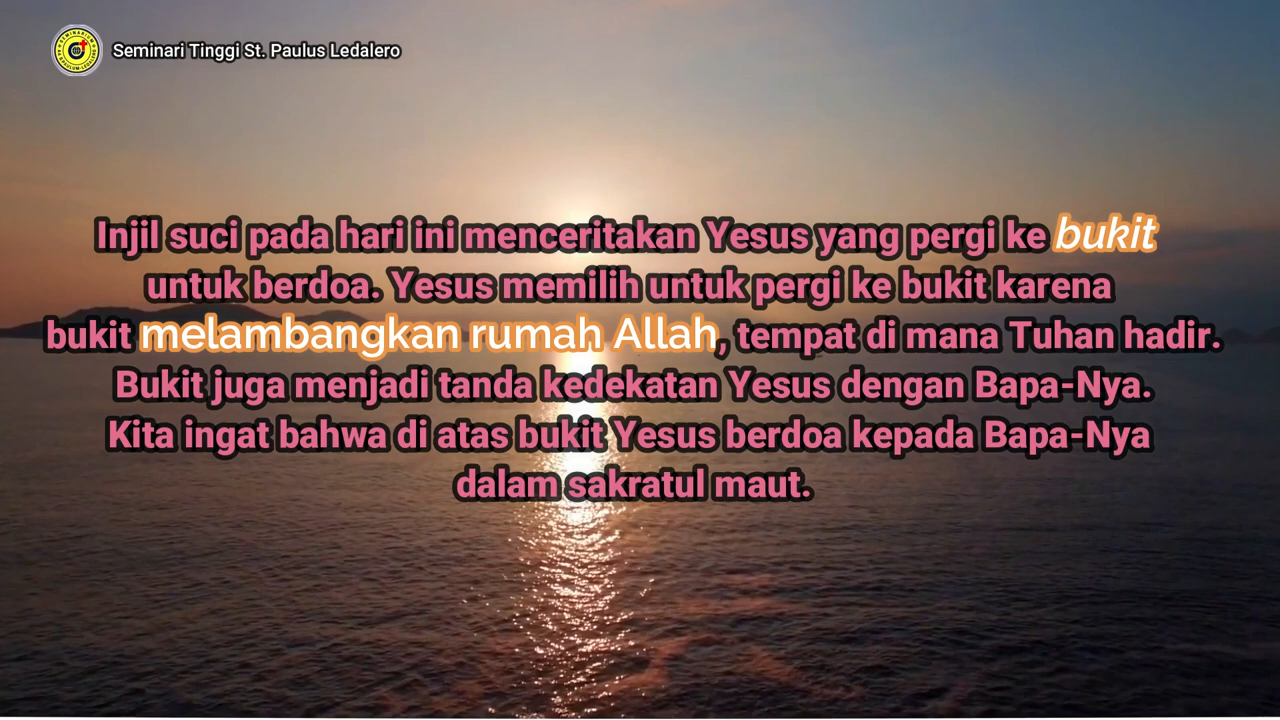 Seminari Tinggi St. Paulus Ledalero
Injil suci pada hari ini menceritakan Yesus yang pergi ke bukit
untuk berdoa. Yesus memilih untuk pergi ke bukit karena
bukit melambangkan rumah Allah, tempat di mana Tuhan hadir.
Bukit juga menjadi tanda kedekatan Yesus dengan Bapa-Nya.
Kita ingat bahwa di atas bukit Yesus berdoa kepada Bapa-Nya
dalam sakratul maut.